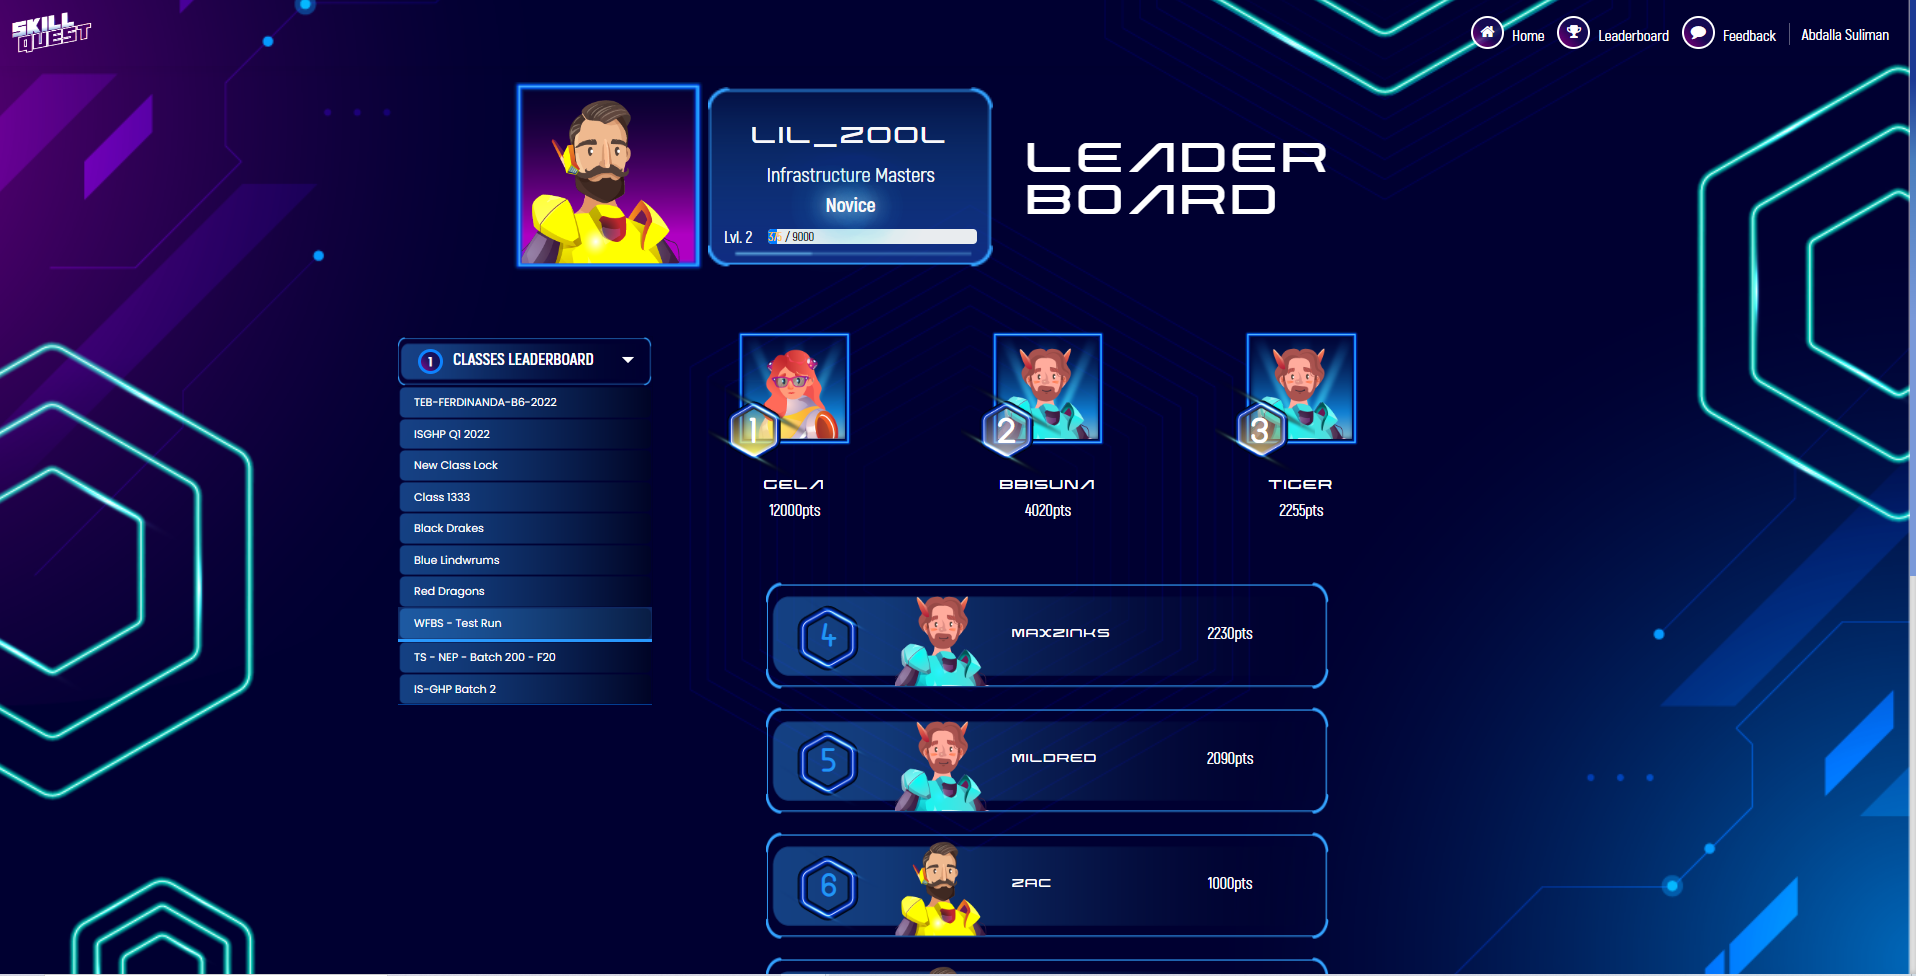 SKILL
QUEST
Home
Leaderboard
Feedback
Abdalla Suliman
LIL_ZOOL
Infrastructure Masters
Novice
Lvl. 2
375 / 9000
LEADER
BOARD
1
CLASSES LEADERBOARD
TEB-FERDINANDA-B6-2022
ISGHP Q1 2022
New Class Lock
Class 1333
Black Drakes
Blue Lindwrums
Red Dragons
WFBS - Test Run
TS - NEP - Batch 200 - F20
IS-GHP Batch 2
1
GELA
12000pts
2
BBISUNA
4020pts
3
TIGER
2255pts
4
MAXZINKS
2230pts
5
MILDRED
2090pts
6
ZAC
1000pts